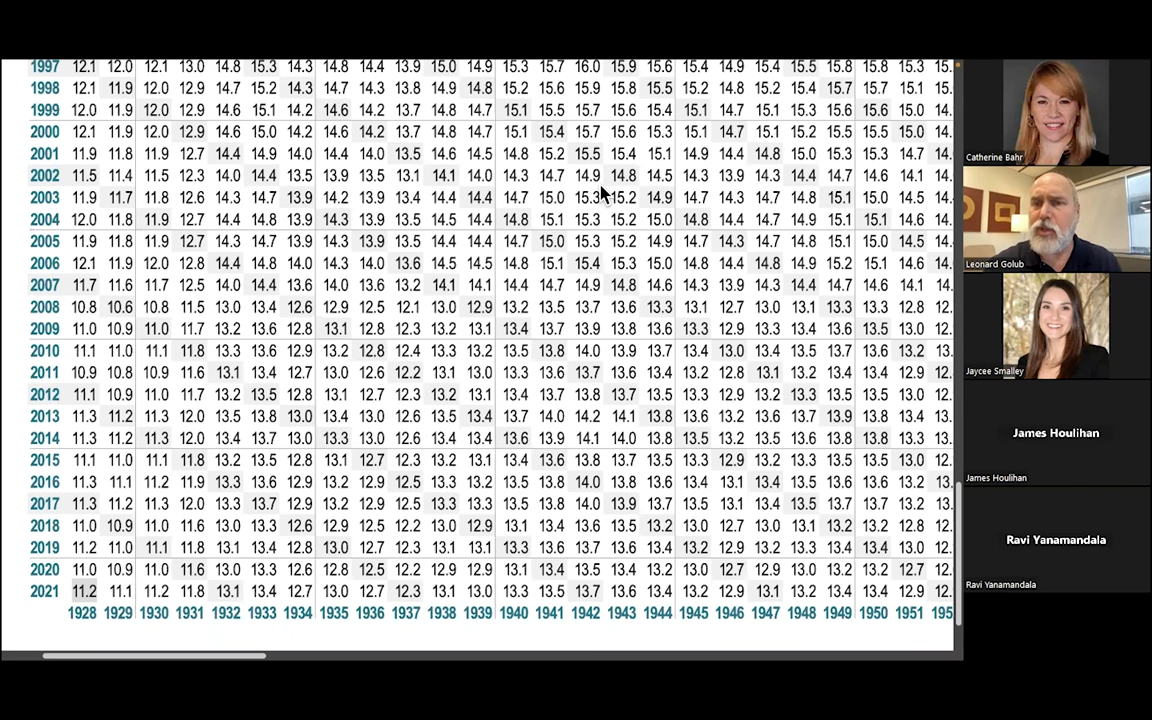 1997 12.1 12.0 12.1 13.0 14.8 15.3 14.3 14.8 14.4 13.9 15.0 14.9 15.3 15.7 16.0 15.9 15.6 15.4 14.9 15.4 15.8 15.8 15.3 15.
1998 12.1 11.9 12.0 12.9 14.7 15.2 14.3 14.7 14.3 13.8 14.9 14.8 15.2 15.6 15.9 15.8 15.5 15.2 14.8 15.2 15.4 15.7 15.7 15.1 15.
1999 12.0 11.9 12.0 12.9 14.6 15.1 14.2 14.6 14.2 13.7 14.8 14.7 15.1 15.5 15.7 15.6 15.4 15.1 14.7 15.1 15.3 15.6 15.6 15.0 14.
2000 12.1 11.9 12.0 12.9 14.6 15.0 14.2 14.6 14.2 13.7 14.8 14.7 15.1 15.4 15.7 15.6 15.3 15.1 14.7 15.1 15.2 15.5 15.5 15.0 14.
2001 11.9 11.8 11.9 12.7 14.4 14.9 14.0 14.4 14.0 13.5 14.6 14.5 14.8 15.2 15.5 15.4 15.1 14.9 14.4 14.8 15.0 15.3 15.3 14.7 14.
2002 11.5 11.4 11.5 12.3 14.0 14.4 13.5 13.9 13.5 13.1 14.1 14.0 14.3 14.7 14.9 14.8 14.5 14.3 13.9 14.3 14.4 14.7 14.6 14.1 14.
2003 11.9 11.7 11.8 12.6 14.3 14.7 13.9 14.2 13.9 13.4 14.4 14.4 14.7 15.0 15.3 15.2 14.9 14.7 14.3 14.7 14.8 15.1 15.0 14.5 14.
2004 12.0 11.8 11.9 12.7 14.4 14.8 13.9 14.3 13.9 13.5 14.5 14.4 14.8 15.1 15.3 15.2 15.0 14.8 14.4 14.7 14.9 15.1 15.1 14.6 14.
2005 11.9 11.8 11.9 12.7 14.3 14.7 13.9 14.3 13.9 13.5 14.4 14.4 14.7 15.0 15.3 15.2 14.9 14.7 14.3 14.7 14.8 15.1 15.0 14.5 14.
2006 12.1 11.9 12.0 12.8 14.4 14.8 14.0 14.3 14.0 13.6 14.5 14.5 14.8 15.1 15.4 15.3 15.0 14.8 14.4 14.8 14.9 15.2 15.1 14.6 14.
2007 11.7 11.6 11.7 12.5 14.0 14.4 13.6 14.0 13.6 13.2 14.1 14.1 14.4 14.7 14.9 14.8 14.6 14.3 13.9 14.3 14.4 14.7 14.6 14.1 14.
2008 10.8 10.6 10.8 11.5 13.0 13.4 12.6 12.9 12.5 12.1 13.0 12.9 13.2 13.5 13.7 13.6 13.3 13.1 12.7 13.0 13.1 13.3 13.3 12.8 12.
2009 11.0 10.9 11.0 11.7 13.2 13.6 12.8 13.1 12.8 12.3 13.2 13.1 13.4 13.7 13.9 13.8 13.6 13.3 12.9 13.3 13.4 13.6 13.5 13.0 12.
2010 11.1 11.0 11.1 11.8 13.3 13.6 12.9 13.2 12.8 12.4 13.3 13.2 13.5 13.8 14.0 13.9 13.7 13.4 13.0 13.4 13.5 13.7 13.6 13.2 13.
2011 10.9 10.8 10.9 11.6 13.1 13.4 12.7 13.0 12.6 12.2 13.1 13.0 13.3 13.6 13.7 13.6 13.4 13.2 12.8 13.1 13.2 13.4 13.4 12.9 12.
2012 11.1 10.9 11.0 11.7 13.2 13.5 12.8 13.1 12.7 12.3 13.2 13.1 13.4 13.7 13.8 13.7 13.5 13.3 12.9 13.2 13.3 13.5 13.5 13.0 12.
2013 11.3 11.2 11.3 12.0 13.5 13.8 13.0 13.4 13.0 12.6 13.5 13.4 13.7 14.0 14.2 14.1 13.8 13.6 13.2 13.6 13.7 13.9 13.8 13.4 13.
2014 11.3 11.2 11.3 12.0 13.4 13.7 13.0 13.3 13.0 12.6 13.4 13.4 13.6 13.9 14.1 14.0 13.8 13.5 13.2 13.5 13.6 13.8 13.8 13.3 13.
2015 11.1 11.0 11.1 11.8 13.2 13.5 12.8 13.1 12.7 12.3 13.2 13.1 13.4 13.6 13.8 13.7 13.5 13.3 12.9 13.2 13.3 13.5 13.5 13.0 12.
2016 11.3 11.1 11.2 11.9 13.3 13.6 12.9 13.2 12.9 12.5 13.3 13.2 13.5 13.8 14.0 13.8 13.6 13.4 13.1 13.4 13.5 13.6 13.6 13.2 13.
2017 11.3 11.2 11.3 12.0 13.3 13.7 12.9 13.2 12.9 12.5 13.3 13.3 13.5 13.8 14.0 13.9 13.7 13.5 13.1 13.4 13.5 13.7 13.7 13.2 13.
2018 11.0 10.9 11.0 11.6 13.0 13.3 12.6 12.9 12.5 12.2 13.0 12.9 13.1 13.4 13.6 13.5 13.2 13.0 12.7 13.0 13.1 13.2 13.2 12.8 12.
2019 11.2 11.0 11.1 11.8 13.1 13.4 12.8 13.0 12.7 12.3 13.1 13.1 13.3 13.6 13.7 13.6 13.4 13.2 12.9 13.2 13.3 13.4 13.4 13.0 12.
2020 11.0 10.9 11.0 11.6 13.0 13.3 12.6 12.8 12.5 12.2 12.9 12.9 13.1 13.4 13.5 13.4 13.2 13.0 12.7 12.9 13.0 13.2 13.2 12.7 12.
2021 11.2 11.1 11.2 11.8 13.1 13.4 12.7 13.0 12.7 12.3 13.1 13.0 13.3 13.5 13.7 13.6 13.4 13.2 12.9 13.1 13.2 13.4 13.4 12.9 12.
1928 1929 1930 1931 1932 1933 1934 1935 1936 1937 1938 1939 1940 1941 1942 1943 1944 1945 1946 1947 1948 1949 1950 1951 195
Catherine Bahr
Leonard Golub
Jaycee Smalley
James Houlihan
James Houlihan
Ravi Yanamandala
Ravi Yanamandala